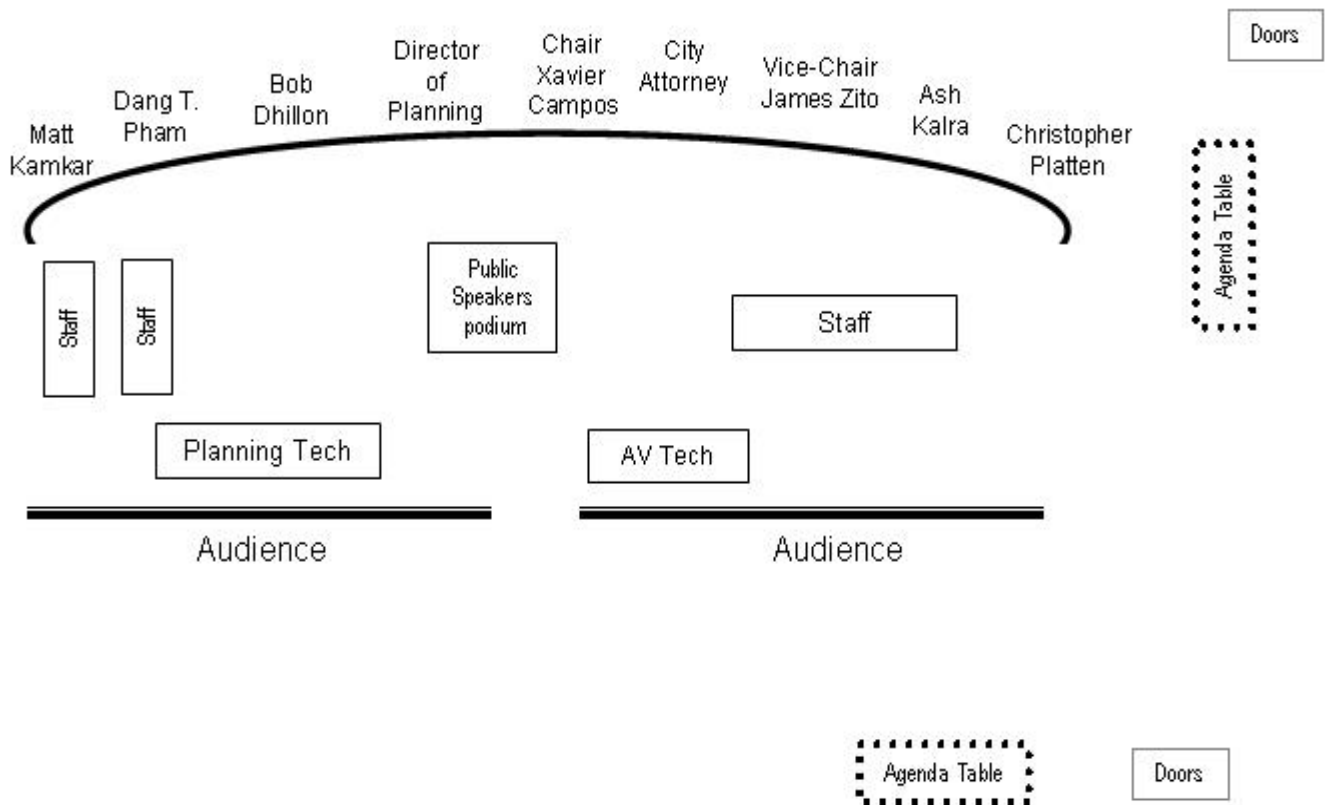 Doors
Matt
Kamkar
Dang T.
Pham
Bob
Dhillon
Director
of
Planning
Chair
Xavier
Campos
City
Attorney
Vice-Chair
James Zito
Ash
Kalra
Christopher
Platten
Agenda Table
Staff
Staff
Public
Speakers
podium
Staff
Planning Tech
AV Tech
Audience
Audience
Agenda Table
Doors